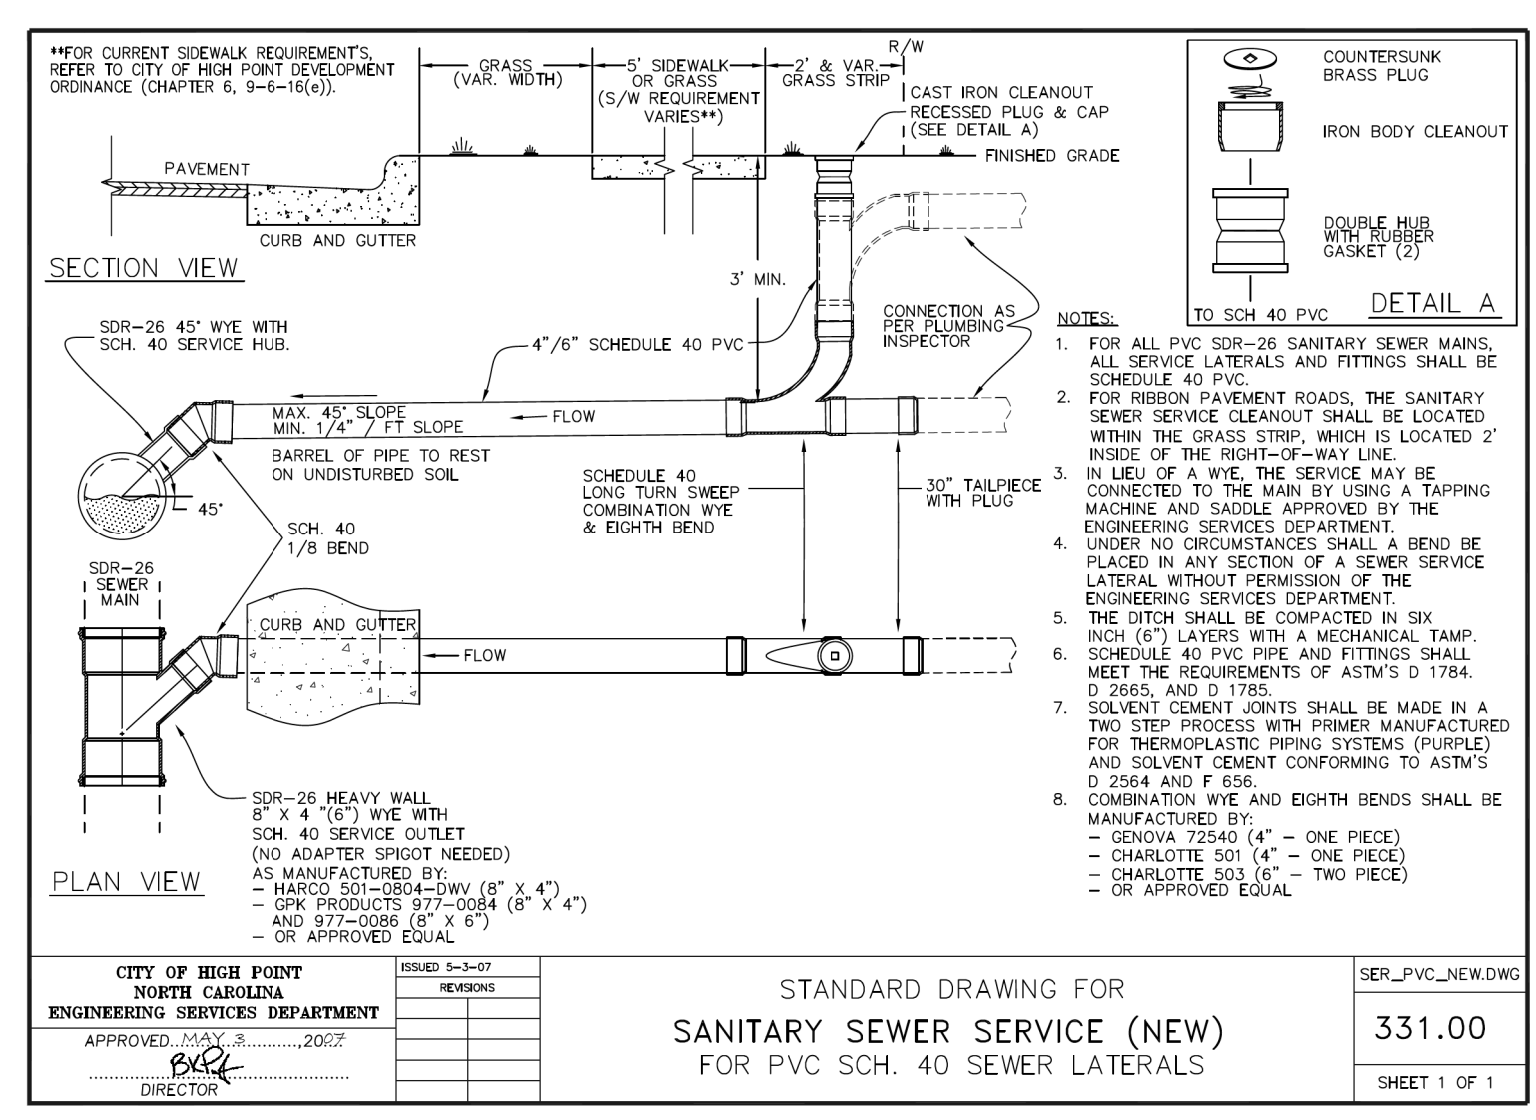 **FOR CURRENT SIDEWALK REQUIREMENT'S,
REFER TO CITY OF HIGH POINT DEVELOPMENT
ORDINANCE (CHAPTER 6, 9-6-16(e)).
GRASS
(VAR. WIDTH)
5' SIDEWALK
OR GRASS
(S/W REQUIREMENT
VARIES**)
2' & VAR.
GRASS STRIP
R/W
CAST IRON CLEANOUT
RECESSED PLUG & CAP
(SEE DETAIL A)
FINISHED GRADE
PAVEMENT
CURB AND GUTTER
SECTION VIEW
3' MIN.
COUNTERSUNK
BRASS PLUG
IRON BODY CLEANOUT
DOUBLE HUB
WITH RUBBER
GASKET (2)
TO SCH 40 PVC
DETAIL A
SDR-26 45° WYE WITH
SCH. 40 SERVICE HUB.
4"/6" SCHEDULE 40 PVC
CONNECTION AS
PER PLUMBING
INSPECTOR
MAX. 45° SLOPE
MIN. 1/4" / FT SLOPE
FLOW
BARREL OF PIPE TO REST
ON UNDISTURBED SOIL
45°
SCHEDULE 40
LONG TURN SWEEP
COMBINATION WYE
& EIGHTH BEND
30" TAILPIECE
WITH PLUG
SCH. 40
1/8 BEND
SDR-26
SEWER
MAIN
CURB AND GUTTER
FLOW
SDR-26 HEAVY WALL
8" X 4 "(6") WYE WITH
SCH. 40 SERVICE OUTLET
(NO ADAPTER SPIGOT NEEDED)
AS MANUFACTURED BY:
- HARCO 501-0804-DWV (8" X 4")
- GPK PRODUCTS 977-0084 (8" X 4")
AND 977-0086 (8" X 6")
- OR APPROVED EQUAL
PLAN VIEW
NOTES:
1. FOR ALL PVC SDR-26 SANITARY SEWER MAINS,
ALL SERVICE LATERALS AND FITTINGS SHALL BE
SCHEDULE 40 PVC.
2. FOR RIBBON PAVEMENT ROADS, THE SANITARY
SEWER SERVICE CLEANOUT SHALL BE LOCATED
WITHIN THE GRASS STRIP, WHICH IS LOCATED 2'
INSIDE OF THE RIGHT-OF-WAY LINE.
3. IN LIEU OF A WYE, THE SERVICE MAY BE
CONNECTED TO THE MAIN BY USING A TAPPING
MACHINE AND SADDLE APPROVED BY THE
ENGINEERING SERVICES DEPARTMENT.
4. UNDER NO CIRCUMSTANCES SHALL A BEND BE
PLACED IN ANY SECTION OF A SEWER SERVICE
LATERAL WITHOUT PERMISSION OF THE
ENGINEERING SERVICES DEPARTMENT.
5. THE DITCH SHALL BE COMPACTED IN SIX
INCH (6") LAYERS WITH A MECHANICAL TAMP.
6. SCHEDULE 40 PVC PIPE AND FITTINGS SHALL
MEET THE REQUIREMENTS OF ASTM'S D 1784.
D 2665, AND D 1785.
7. SOLVENT CEMENT JOINTS SHALL BE MADE IN A
TWO STEP PROCESS WITH PRIMER MANUFACTURED
FOR THERMOPLASTIC PIPING SYSTEMS (PURPLE)
AND SOLVENT CEMENT CONFORMING TO ASTM'S
D 2564 AND F 656.
8. COMBINATION WYE AND EIGHTH BENDS SHALL BE
MANUFACTURED BY:
- GENOVA 72540 (4" - ONE PIECE)
- CHARLOTTE 501 (4" - ONE PIECE)
- CHARLOTTE 503 (6" - TWO PIECE)
- OR APPROVED EQUAL
CITY OF HIGH POINT
NORTH CAROLINA
ENGINEERING SERVICES DEPARTMENT
APPROVED..MAY 3..........,2007
DIRECTOR
ISSUED 5-3-07
REVISIONS
STANDARD DRAWING FOR
SANITARY SEWER SERVICE (NEW)
FOR PVC SCH. 40 SEWER LATERALS
SER_PVC_NEW.DWG
331.00
SHEET 1 OF 1